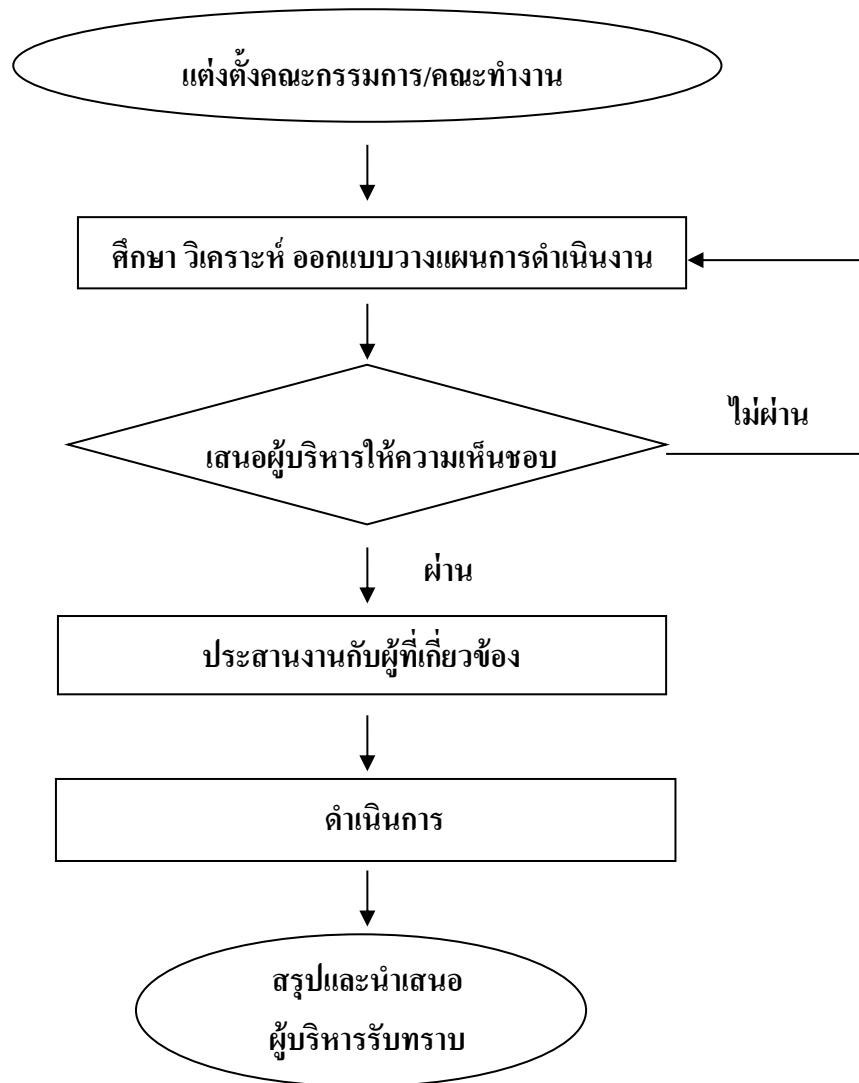 แต่งตั้งคณะกรรมการ/คณะทำงาน
ศึกษา วิเคราะห์ ออกแบบวางแผนการดำเนินงาน
ไม่ผ่าน
เสนอผู้บริหารให้ความเห็นชอบ
ผ่าน
ประสานงานกับผู้ที่เกี่ยวข้อง
ดำเนินการ
สรุปและนำเสนอ
ผู้บริหารรับทราบ